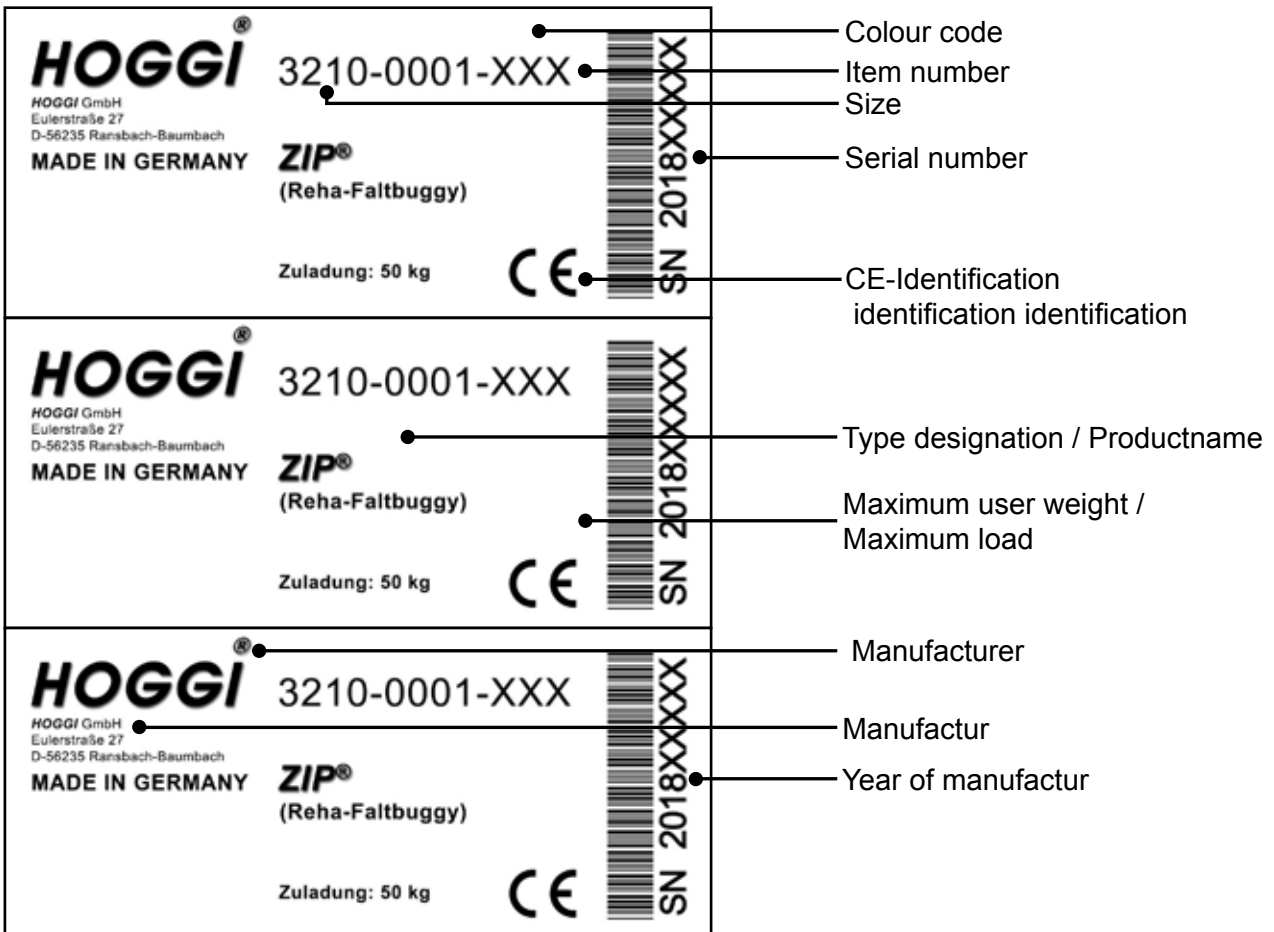 HOGGI®
3210-0001-XXX
HOGGI GmbH
Eulerstraße 27
D-56235 Ransbach-Baumbach
MADE IN GERMANY
ZIP®
(Reha-Faltbuggy)
Zuladung: 50 kg
CE
SN 2018XXXXXX
Colour code
Item number
Size
Serial number
CE-Identification
identification identification
HOGGI®
3210-0001-XXX
HOGGI GmbH
Eulerstraße 27
D-56235 Ransbach-Baumbach
MADE IN GERMANY
ZIP®
(Reha-Faltbuggy)
Zuladung: 50 kg
CE
SN 2018XXXXXX
Type designation / Productname
Maximum user weight /
Maximum load
HOGGI®
3210-0001-XXX
HOGGI GmbH
Eulerstraße 27
D-56235 Ransbach-Baumbach
MADE IN GERMANY
ZIP®
(Reha-Faltbuggy)
Zuladung: 50 kg
CE
SN 2018XXXXXX
Manufacturer
Manufactur
Year of manufactur